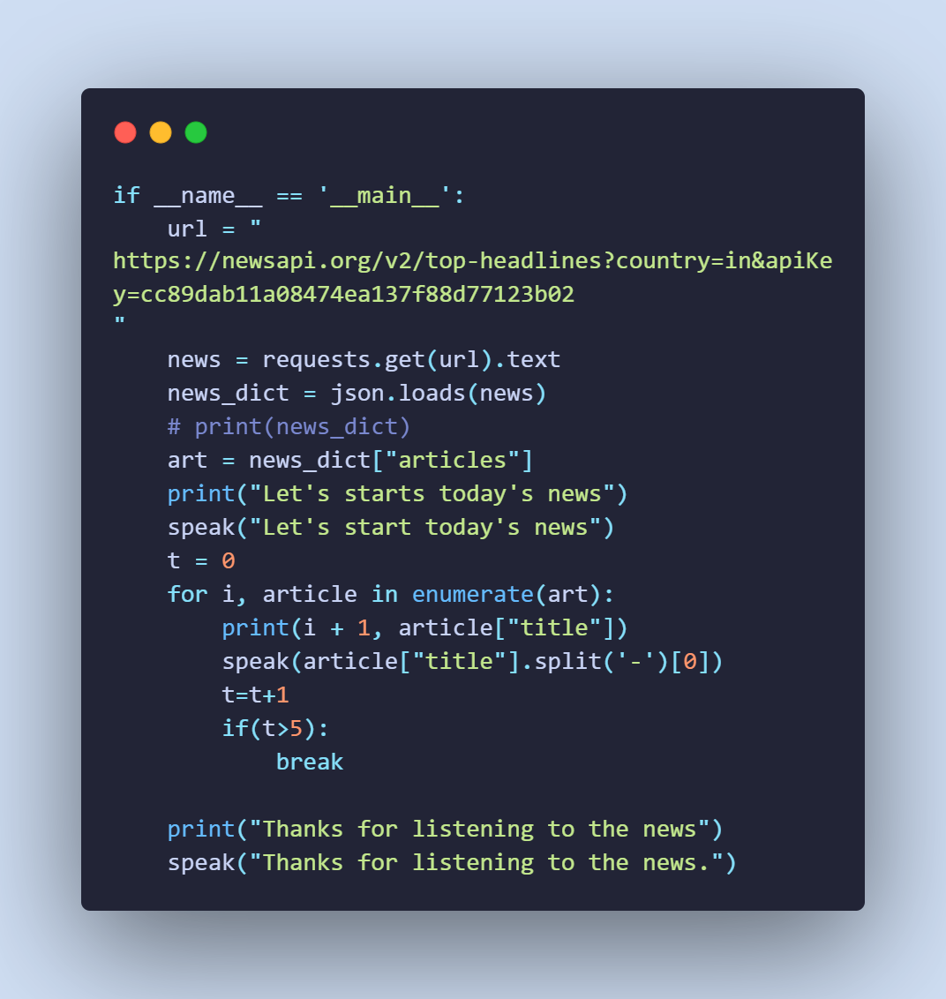 if __name__ == '__main__':
    url = "
https://newsapi.org/v2/top-headlines?country=in&apiKe
y=cc89dab11a08474ea137f88d77123b02
"
    news = requests.get(url).text
    news_dict = json.loads(news)
    # print(news_dict)
    art = news_dict["articles"]
    print("Let's starts today's news")
    speak("Let's start today's news")
    t = 0
    for i, article in enumerate(art):
        print(i + 1, article["title"])
        speak(article["title"].split('-')[0])
        t=t+1
        if(t>5):
            break

    print("Thanks for listening to the news")
    speak("Thanks for listening to the news.")